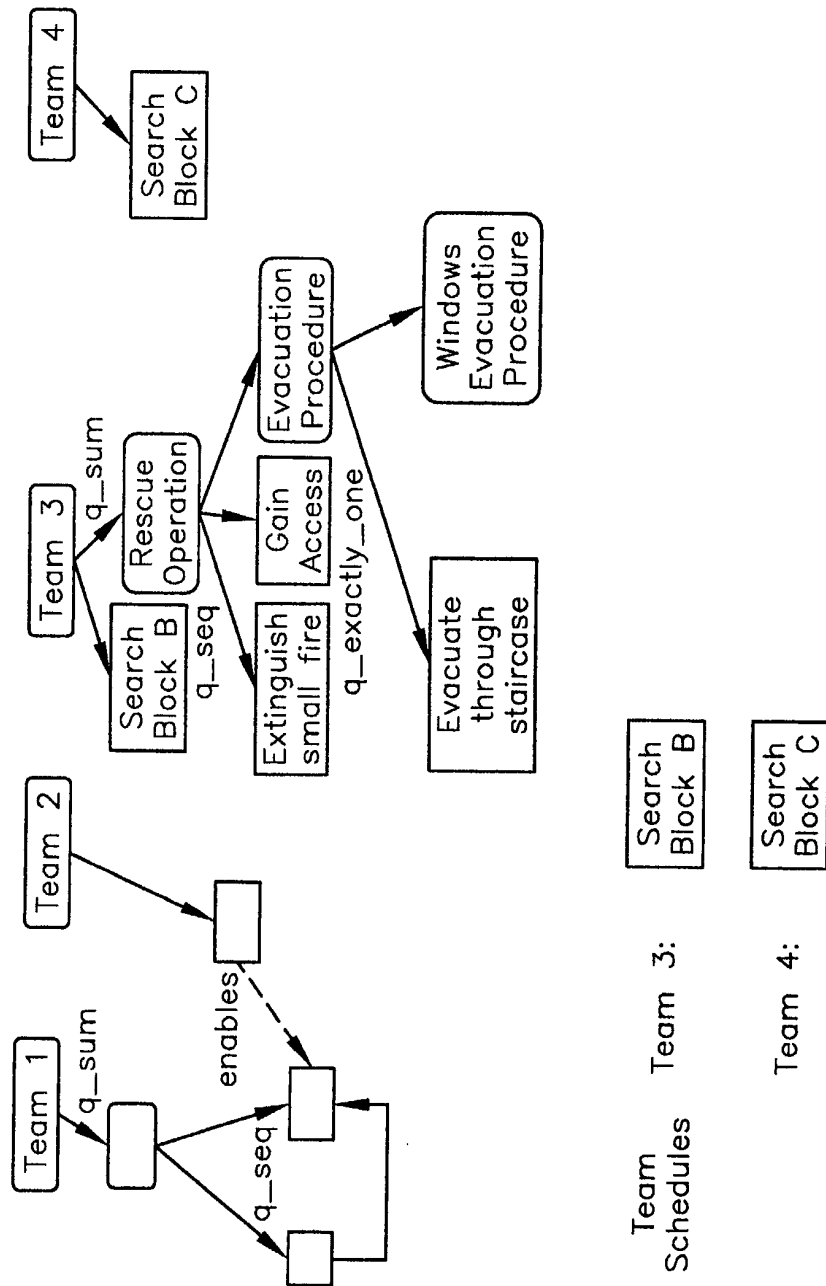 Team 1
q_sum
q_seq
enables
Team 2
Team 3
q_sum
Search
Block B
q_seq
Rescue
Operation
Extinguish
small fire
Gain
Access
Evacuation
Procedure
q_exactly_one
Evacuate
through
staircase
Windows
Evacuation
Procedure
Team 4
Search
Block C
Team
Schedules
Team 3:
Search
Block B
Team 4:
Search
Block C